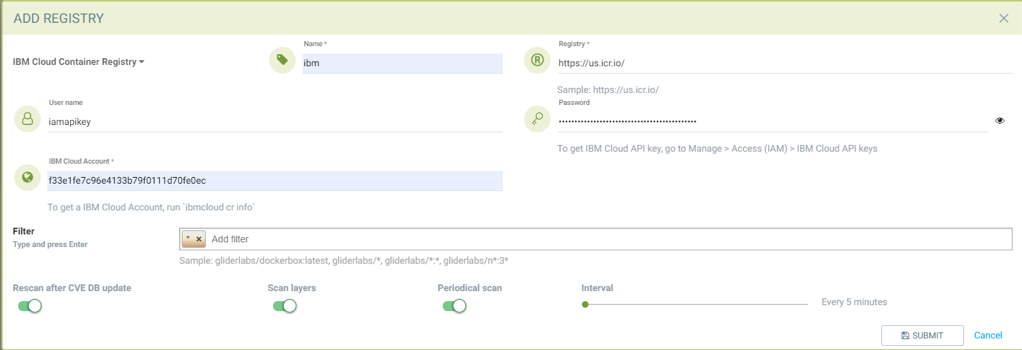 ADD REGISTRY
IBM Cloud Container Registry
Name *
ibm
Registry *
https://us.icr.io/
Sample: https://us.icr.io/
User name
iamapikey
Password
••••••••••••••••••••••••••••••••••••••••••••
To get IBM Cloud API key, go to Manage > Access (IAM) > IBM Cloud API keys
IBM Cloud Account *
f33e1fe7c96e4133b79f0111d70fe0ec
To get a IBM Cloud Account, run `ibmcloud cr info`
Filter
Type and press Enter
* × Add filter
Sample: gliderlabs/dockerbox:latest, gliderlabs/*, gliderlabs/*:*, gliderlabs/n*:3*
Rescan after CVE DB update
Scan layers
Periodical scan
Interval
Every 5 minutes
SUBMIT
Cancel